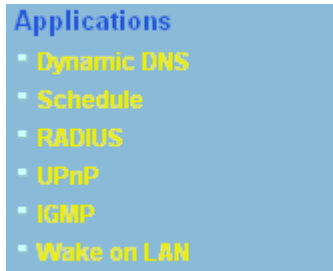 Applications
Dynamic DNS
Schedule
RADIUS
UPnP
IGMP
Wake on LAN